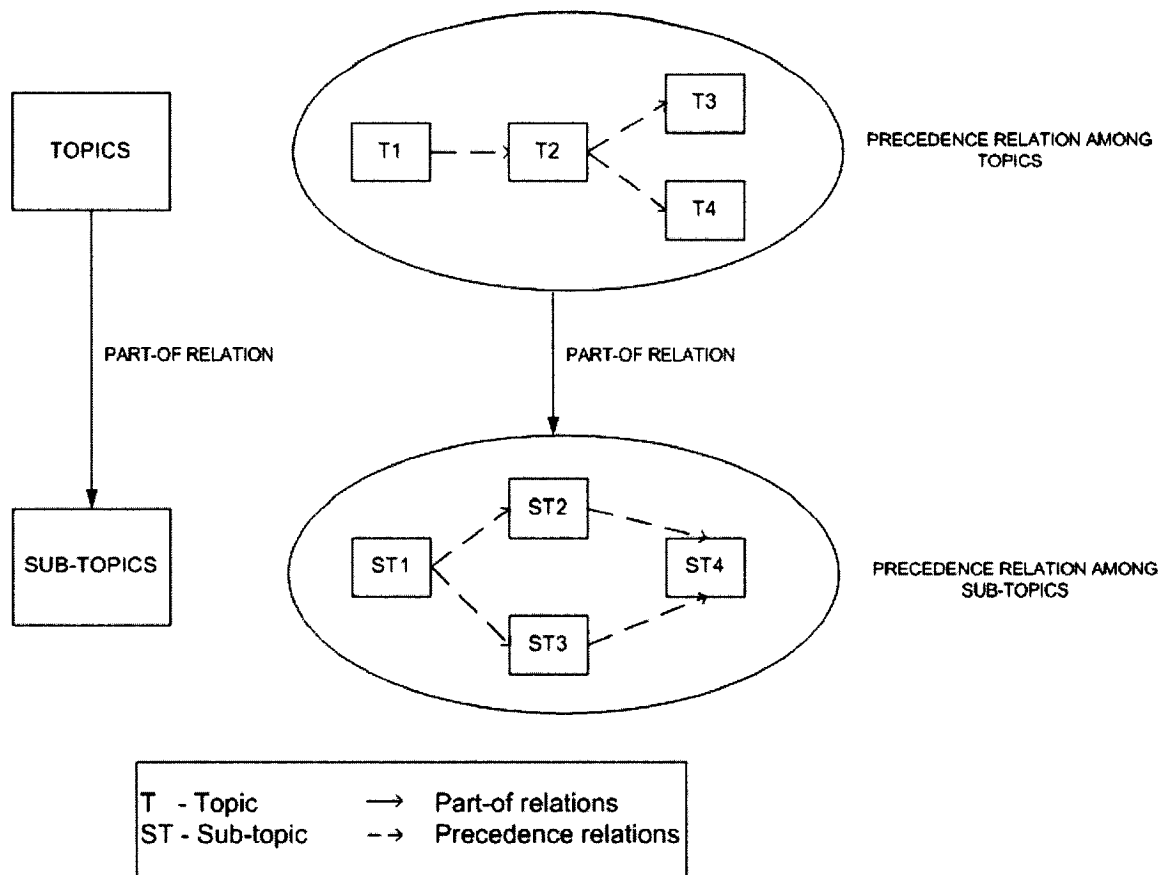 TOPICS
T1
T2
T3
T4
PRECEDENCE RELATION AMONG
TOPICS
PART-OF RELATION
PART-OF RELATION
SUB-TOPICS
ST1
ST2
ST3
ST4
PRECEDENCE RELATION AMONG
SUB-TOPICS
T - Topic → Part-of relations
ST - Sub-topic --→ Precedence relations